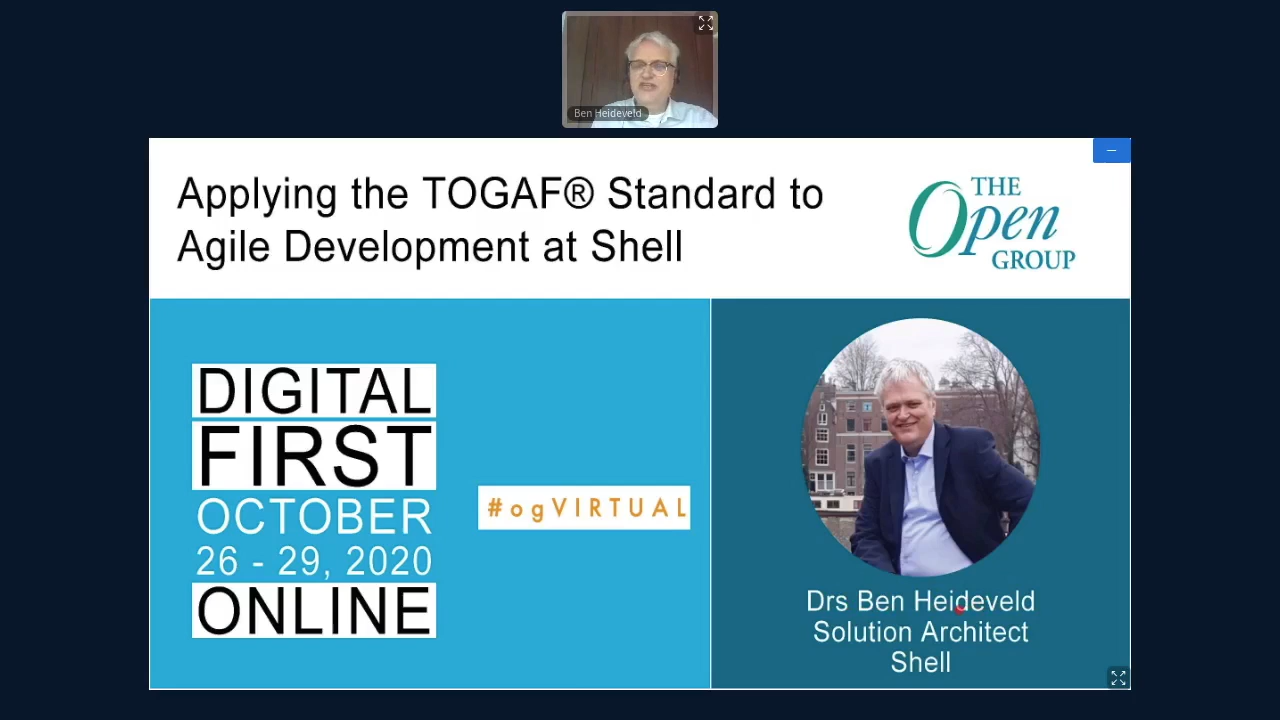 Ben Heideveld
Applying the TOGAF® Standard to
Agile Development at Shell
THE
Open
GROUP
DIGITAL
FIRST
OCTOBER
26 - 29, 2020
ONLINE
#ogVIRTUAL
Drs Ben Heideveld
Solution Architect
Shell